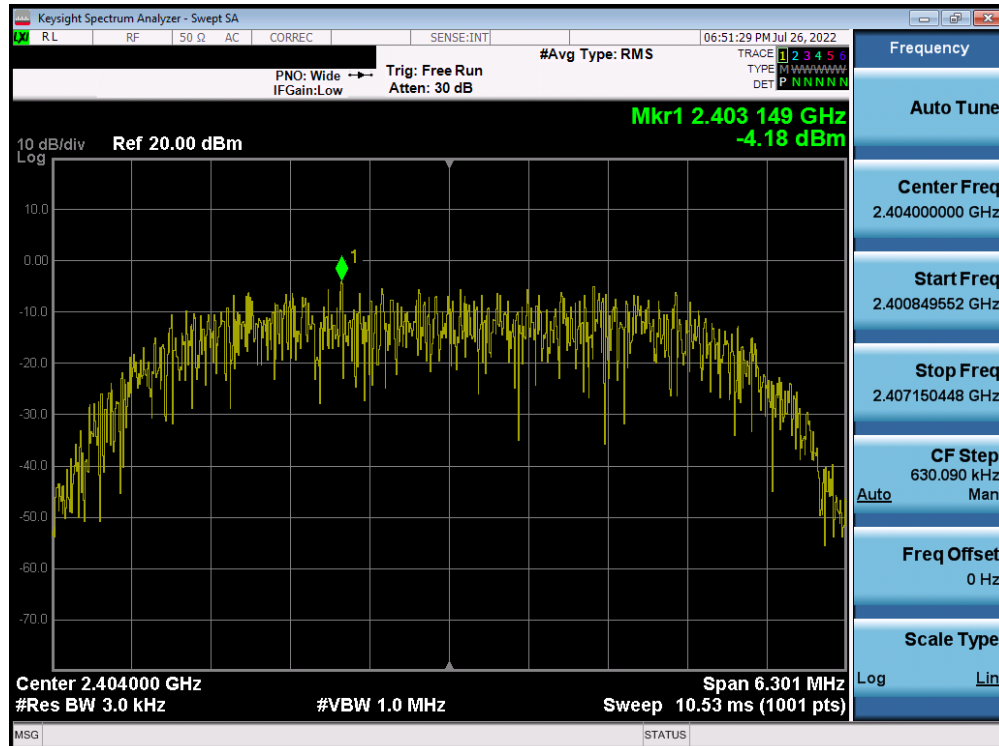 Keysight Spectrum Analyzer - Swept SA
LXI RL RF 50 Ω AC CORREC SENSE:INT 06:51:29 PM Jul 26, 2022
#Avg Type: RMS
TRACE 1 2 3 4 5 6
TYPE M WWWWW
DET P N N N N N
PNO: Wide
IFGain:Low
Trig: Free Run
Atten: 30 dB
Mkr1 2.403 149 GHz
-4.18 dBm
10 dB/div
Log
Ref 20.00 dBm
1
10.0
0.00
-10.0
-20.0
-30.0
-40.0
-50.0
-60.0
-70.0
Center 2.404000 GHz
Span 6.301 MHz
#Res BW 3.0 kHz
#VBW 1.0 MHz
Sweep 10.53 ms (1001 pts)
MSG
STATUS
Frequency
Auto Tune
Center Freq
2.404000000 GHz
Start Freq
2.400849552 GHz
Stop Freq
2.407150448 GHz
CF Step
630.090 kHz
Auto Man
Freq Offset
0 Hz
Scale Type
Log Lin